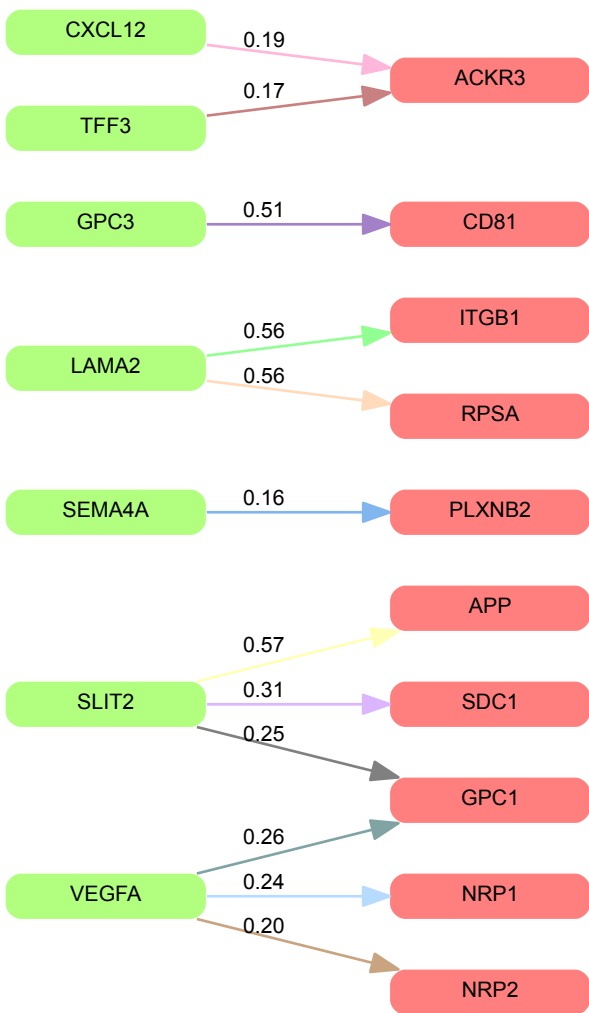 CXCL12
0.19
ACKR3
0.17
TFF3
GPC3
0.51
CD81
ITGB1
0.56
LAMA2
0.56
RPSA
SEMA4A
0.16
PLXNB2
APP
0.57
SLIT2
0.31
SDC1
0.25
GPC1
0.26
VEGFA
0.24
NRP1
0.20
NRP2